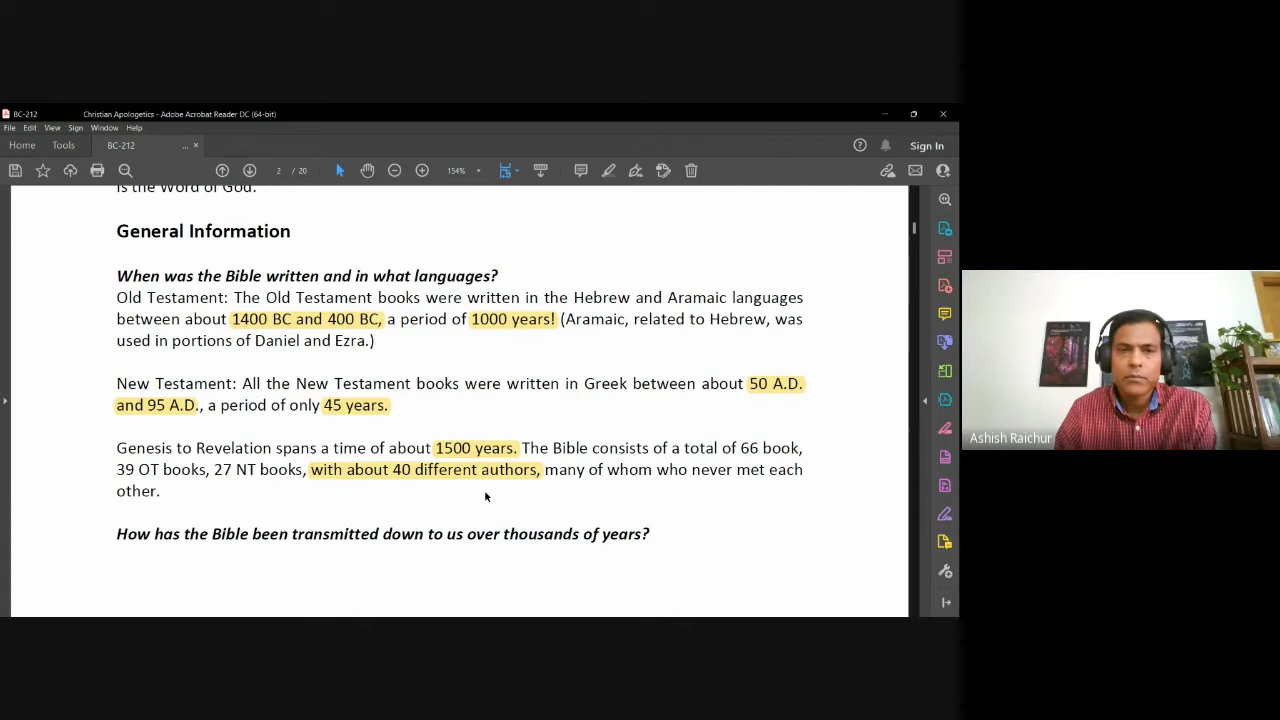 BC-212 Christian Apologetics - Adobe Acrobat Reader DC (64-bit)
File Edit View Sign Window Help
Home Tools BC-212 ... × Sign In
2 / 20 154%
is the Word of God.
General Information
When was the Bible written and in what languages?
Old Testament: The Old Testament books were written in the Hebrew and Aramaic languages
between about 1400 BC and 400 BC, a period of 1000 years! (Aramaic, related to Hebrew, was
used in portions of Daniel and Ezra.)
New Testament: All the New Testament books were written in Greek between about 50 A.D.
and 95 A.D., a period of only 45 years.
Genesis to Revelation spans a time of about 1500 years. The Bible consists of a total of 66 book,
39 OT books, 27 NT books, with about 40 different authors, many of whom who never met each
other.
How has the Bible been transmitted down to us over thousands of years?
Ashish Raichur